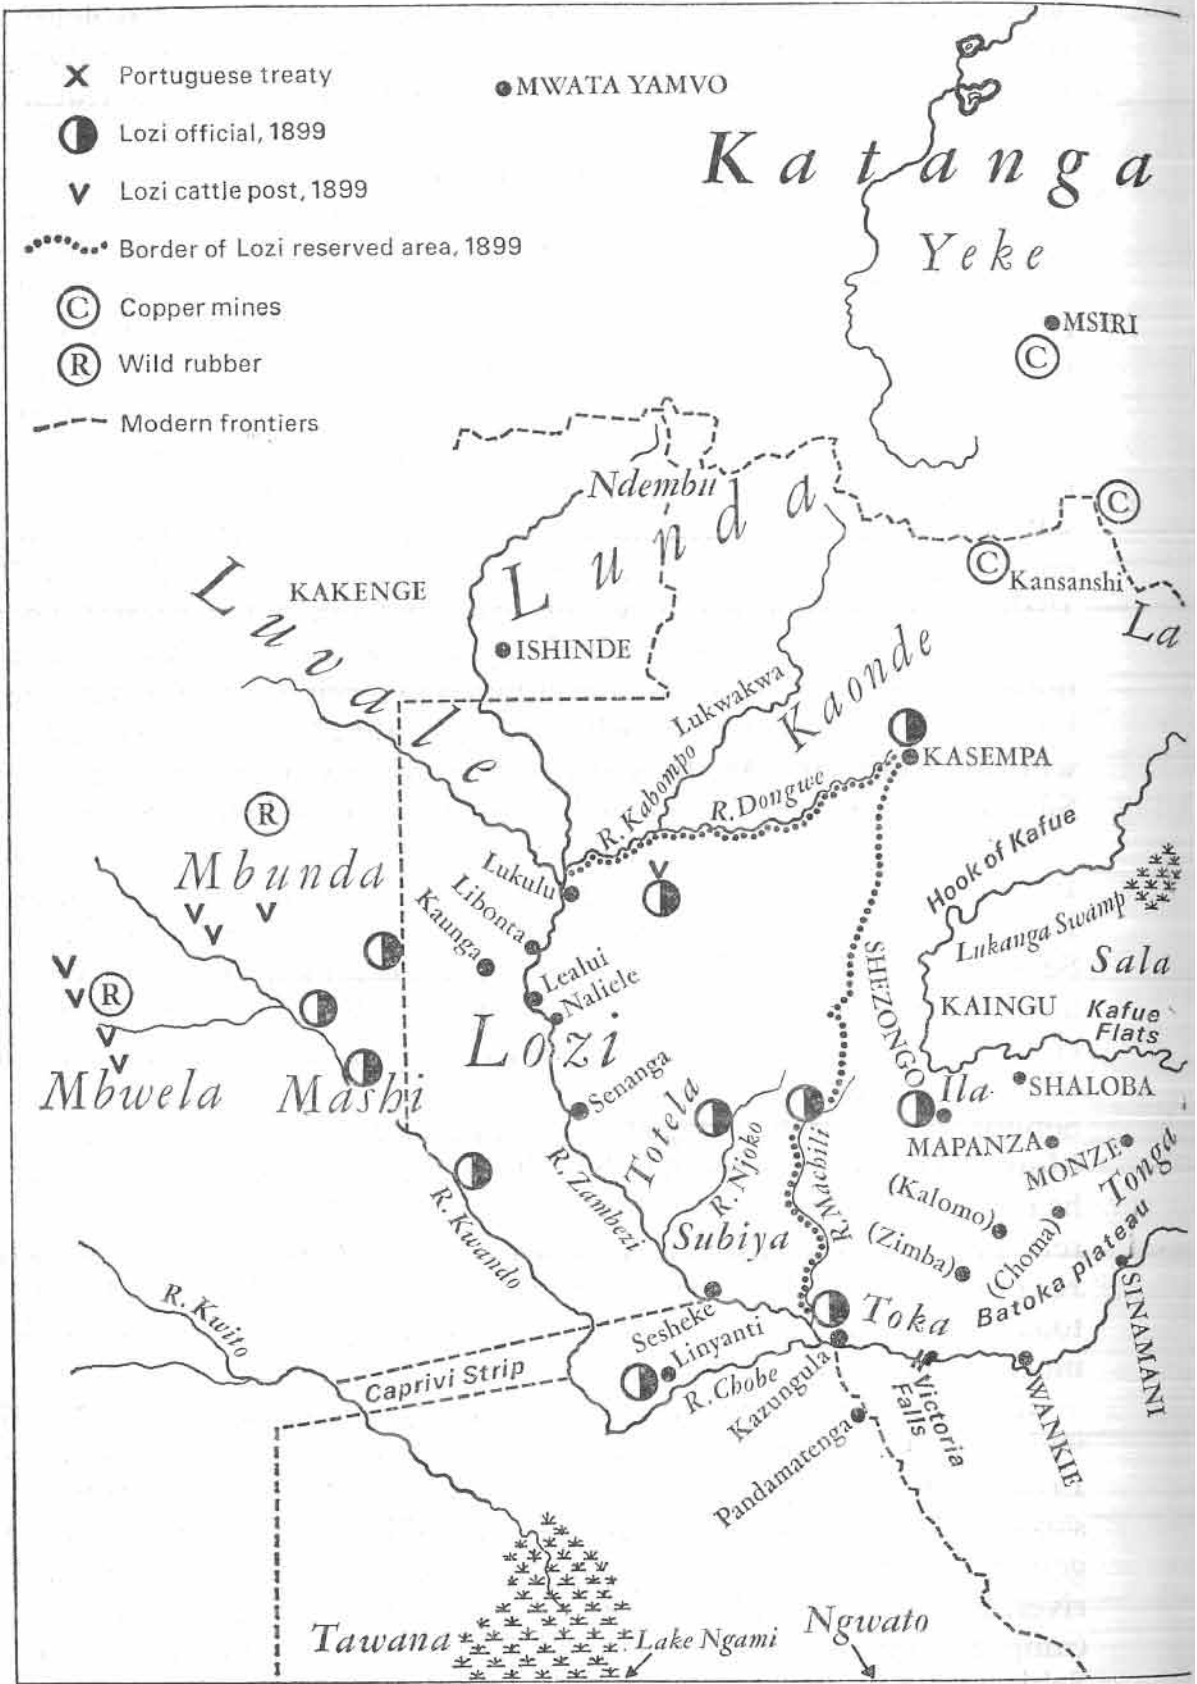 X Portuguese treaty
Lozi official, 1899
V Lozi cattle post, 1899
Border of Lozi reserved area, 1899
C Copper mines
R Wild rubber
Modern frontiers
MWATA YAMVO
Katanga
Yeke
MSIRI
C
Ndembu
Lunda
C
C
Kansanshi
La
Luvale
KAKENGE
ISHINDE
Lukwakwa
Kaonde
KASEMPA
R. Kabompo
R. Dongwe
R
Mbunda
Lukulu
Libonta
Kaunga
Lealui
Naliele
Lozi
Hook of Kafue
Lukanga Swamp
Sala
SHEZONGO
KAINGU
Kafue
Flats
R
Mbwela
Mashi
Senanga
Totela
Ila
SHALOBA
MAPANZA
MONZE
Tonga
R. Zambezi
R. Njoko
R. Machili
(Kalomo)
(Zimba)
(Choma)
Batoka plateau
SINAMANI
Subiya
R. Kwando
R. Kwito
Sesheke
Linyanti
Toka
Caprivi Strip
R. Chobe
Kazungula
Victoria
Falls
WANKIE
Pandamatenga
Tawana
Lake Ngami
Ngwato